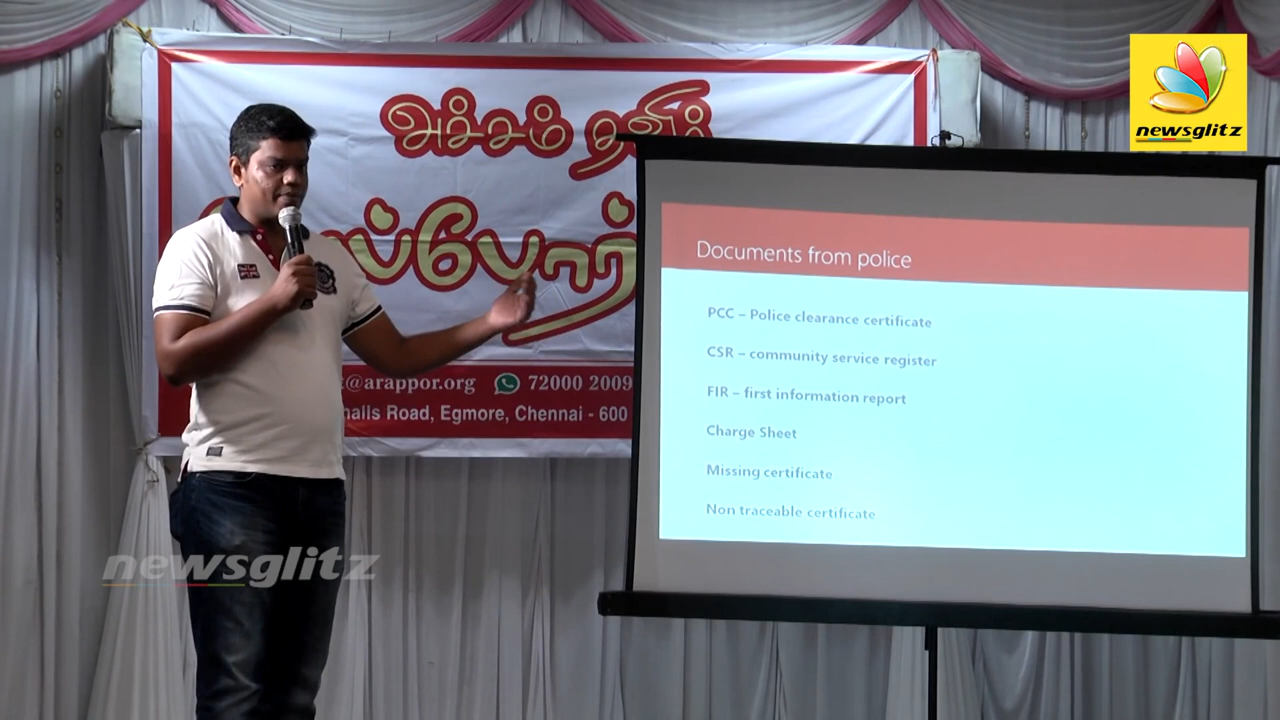 newsglitz
அச்சம் தவிர்
Documents from police
PCC – Police clearance certificate
CSR – community service register
FIR – first information report
Charge Sheet
Missing certificate
Non traceable certificate
@arappor.org 72000 2009
halls Road, Egmore, Chennai - 600
newsglitz